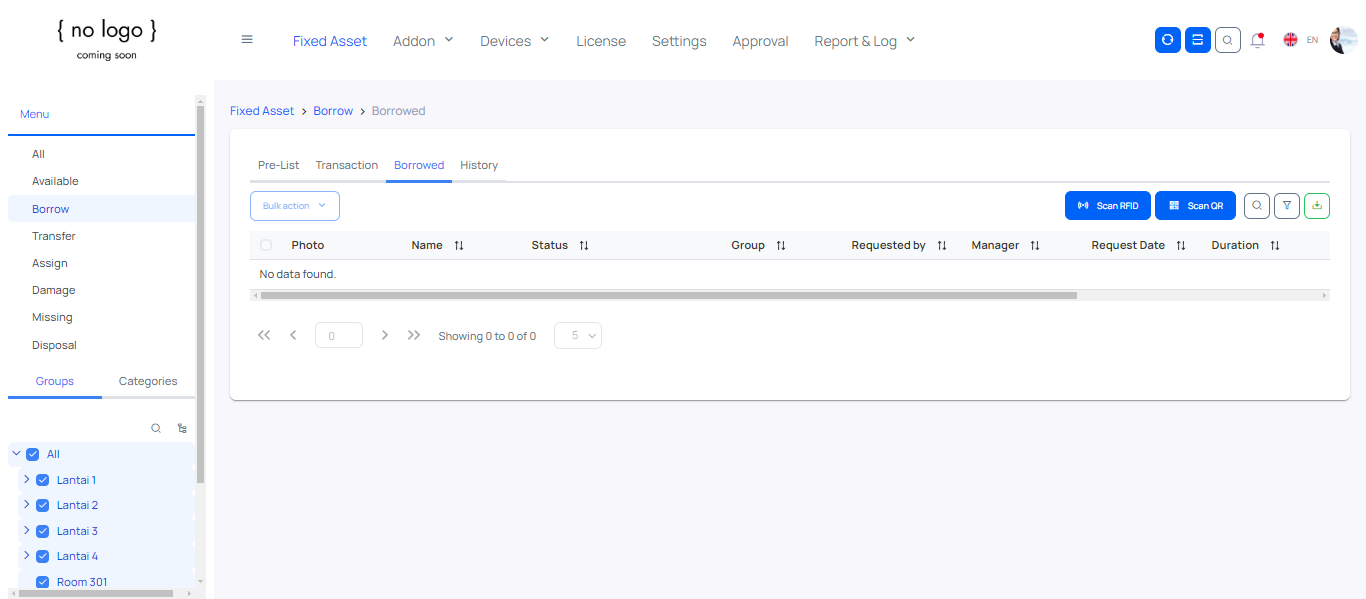 { no logo }
coming soon
Fixed Asset Addon Devices License Settings Approval Report & Log EN
Menu
All
Available
Borrow
Transfer
Assign
Damage
Missing
Disposal
Groups Categories
All
Lantai 1
Lantai 2
Lantai 3
Lantai 4
Room 301
Fixed Asset > Borrow > Borrowed
Pre-List Transaction Borrowed History
Bulk action Scan RFID Scan QR
Photo Name Status Group Requested by Manager Request Date Duration
No data found.
0 Showing 0 to 0 of 0 5